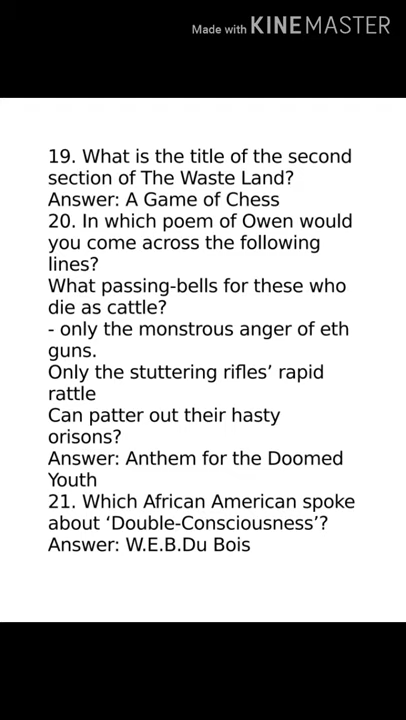 Made with KINEMASTER
19. What is the title of the second
section of The Waste Land?
Answer: A Game of Chess
20. In which poem of Owen would
you come across the following
lines?
What passing-bells for these who
die as cattle?
- only the monstrous anger of eth
guns.
Only the stuttering rifles’ rapid
rattle
Can patter out their hasty
orisons?
Answer: Anthem for the Doomed
Youth
21. Which African American spoke
about ‘Double-Consciousness’?
Answer: W.E.B.Du Bois